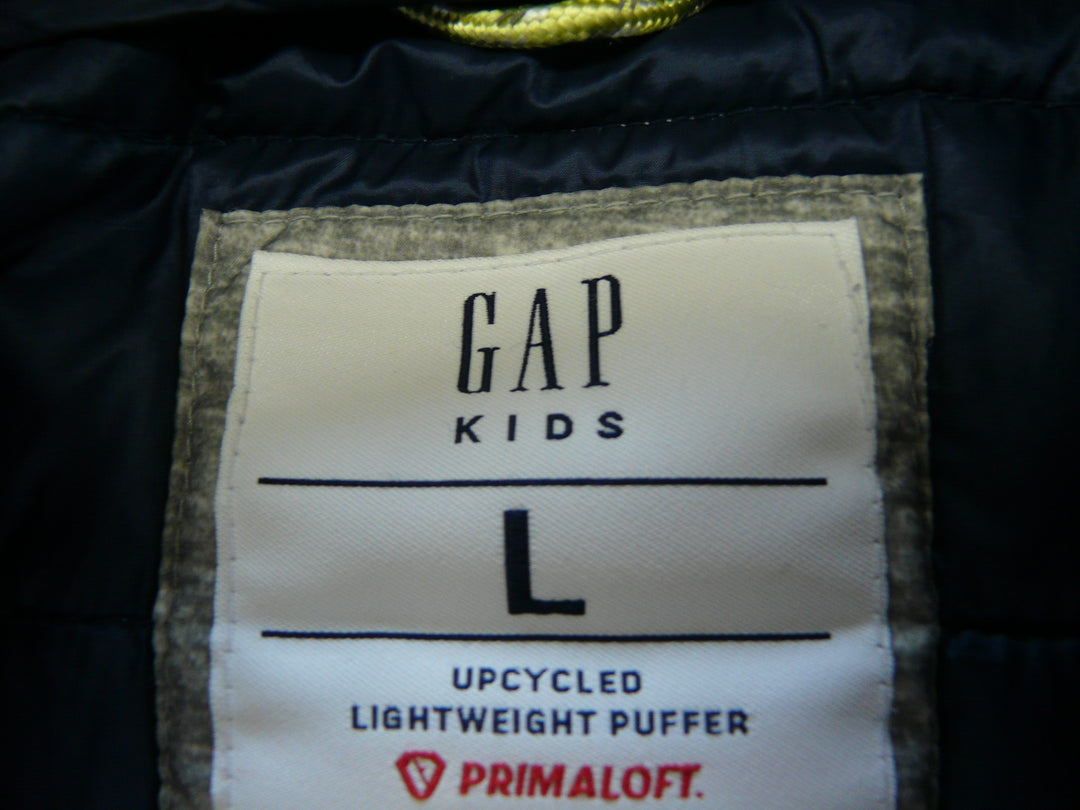 GAP
KIDS
L
UPCYCLED
LIGHTWEIGHT PUFFER
PRIMALOFT.